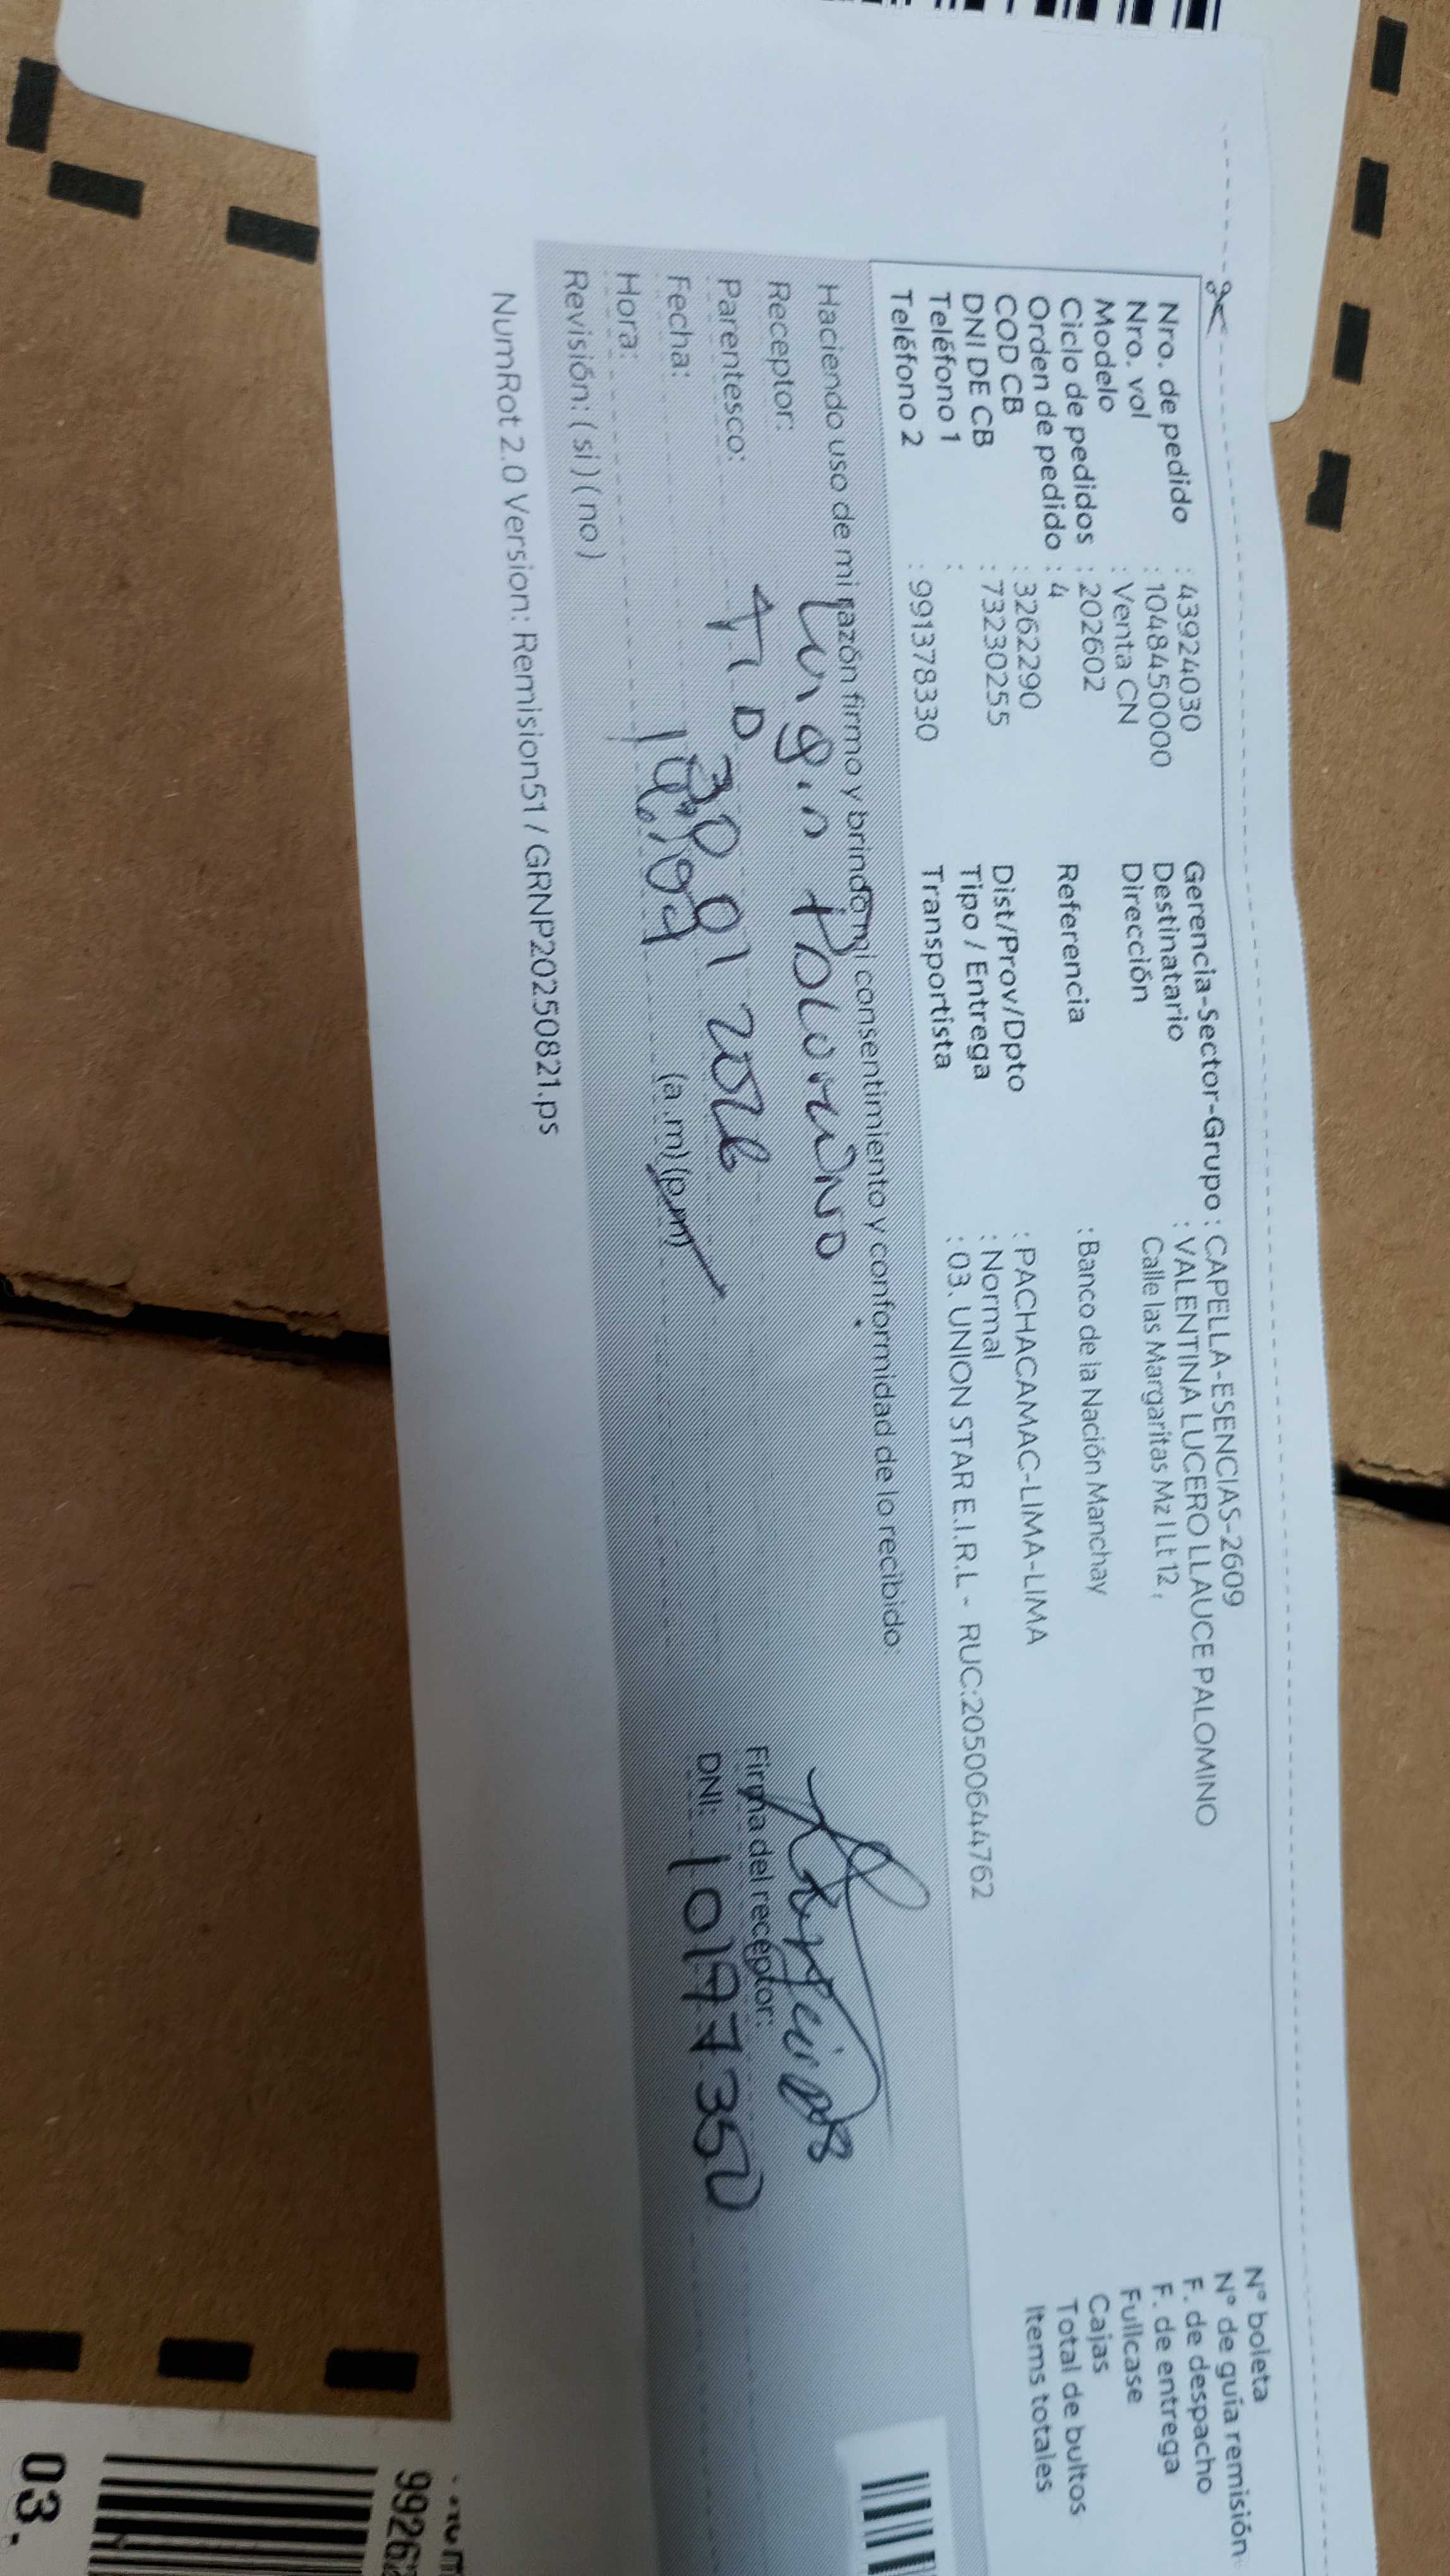 Nro. de pedido : 43924030
Nro. vol : 1048450000
Modelo : Venta CN
Ciclo de pedidos : 202602
Orden de pedido : 4
COD CB : 3262290
DNI DE CB : 73230255
Teléfono 1 :
Teléfono 2 : 991378330
Gerencia-Sector-Grupo : CAPELLA-ESENCIAS-2609
Destinatario : VALENTINA LUCERO LLAUCE PALOMINO
Dirección Calle las Margaritas Mz I Lt 12 ,
Referencia : Banco de la Nación Manchay
Dist/Prov/Dpto : PACHACAMAC-LIMA-LIMA
Tipo / Entrega : Normal
Transportista : 03. UNION STAR E.I.R.L - RUC:20500644762
N° boleta
N° de guía remisión
F. de despacho
F. de entrega
Fullcase
Cajas
Total de bultos
Items totales
Haciendo uso de mi razón firmo y brindo mi consentimiento y conformidad de lo recibido:
Receptor:
Parentesco:
Fecha: 30 01 2026
Hora: (a.m) (p.m)
Revisión: ( si ) ( no )
Firma del receptor:
DNI: 10197350
NumRot 2.0 Version: Remision51 / GRNP20250821.ps
9926
03.